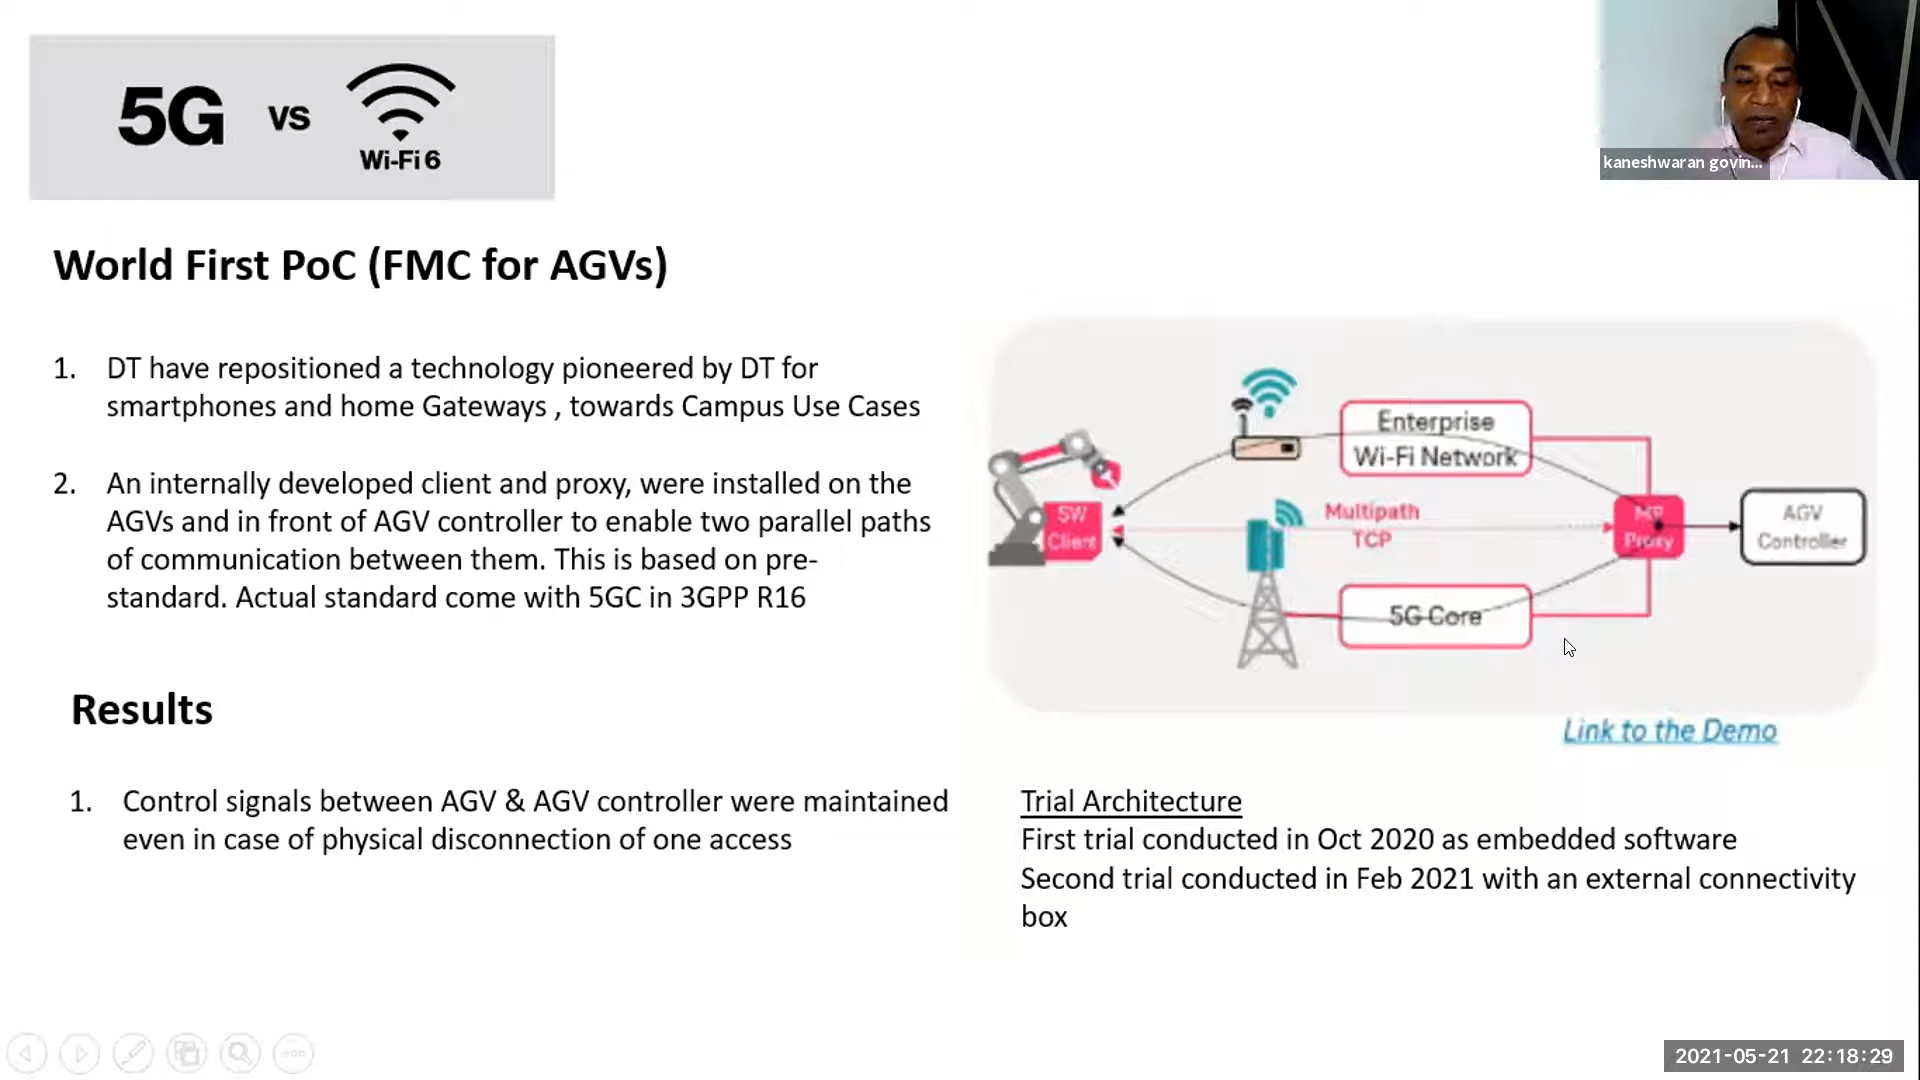 5G vs
Wi-Fi 6
kaneshwaran govin...
World First PoC (FMC for AGVs)
1. DT have repositioned a technology pioneered by DT for
smartphones and home Gateways , towards Campus Use Cases
2. An internally developed client and proxy, were installed on the
AGVs and in front of AGV controller to enable two parallel paths
of communication between them. This is based on pre-
standard. Actual standard come with 5GC in 3GPP R16
Results
1. Control signals between AGV & AGV controller were maintained
even in case of physical disconnection of one access
Enterprise
Wi-Fi Network
SW
Client
Multipath
TCP
MP
Proxy
AGV
Controller
5G Core
Link to the Demo
Trial Architecture
First trial conducted in Oct 2020 as embedded software
Second trial conducted in Feb 2021 with an external connectivity
box
2021-05-21 22:18:29